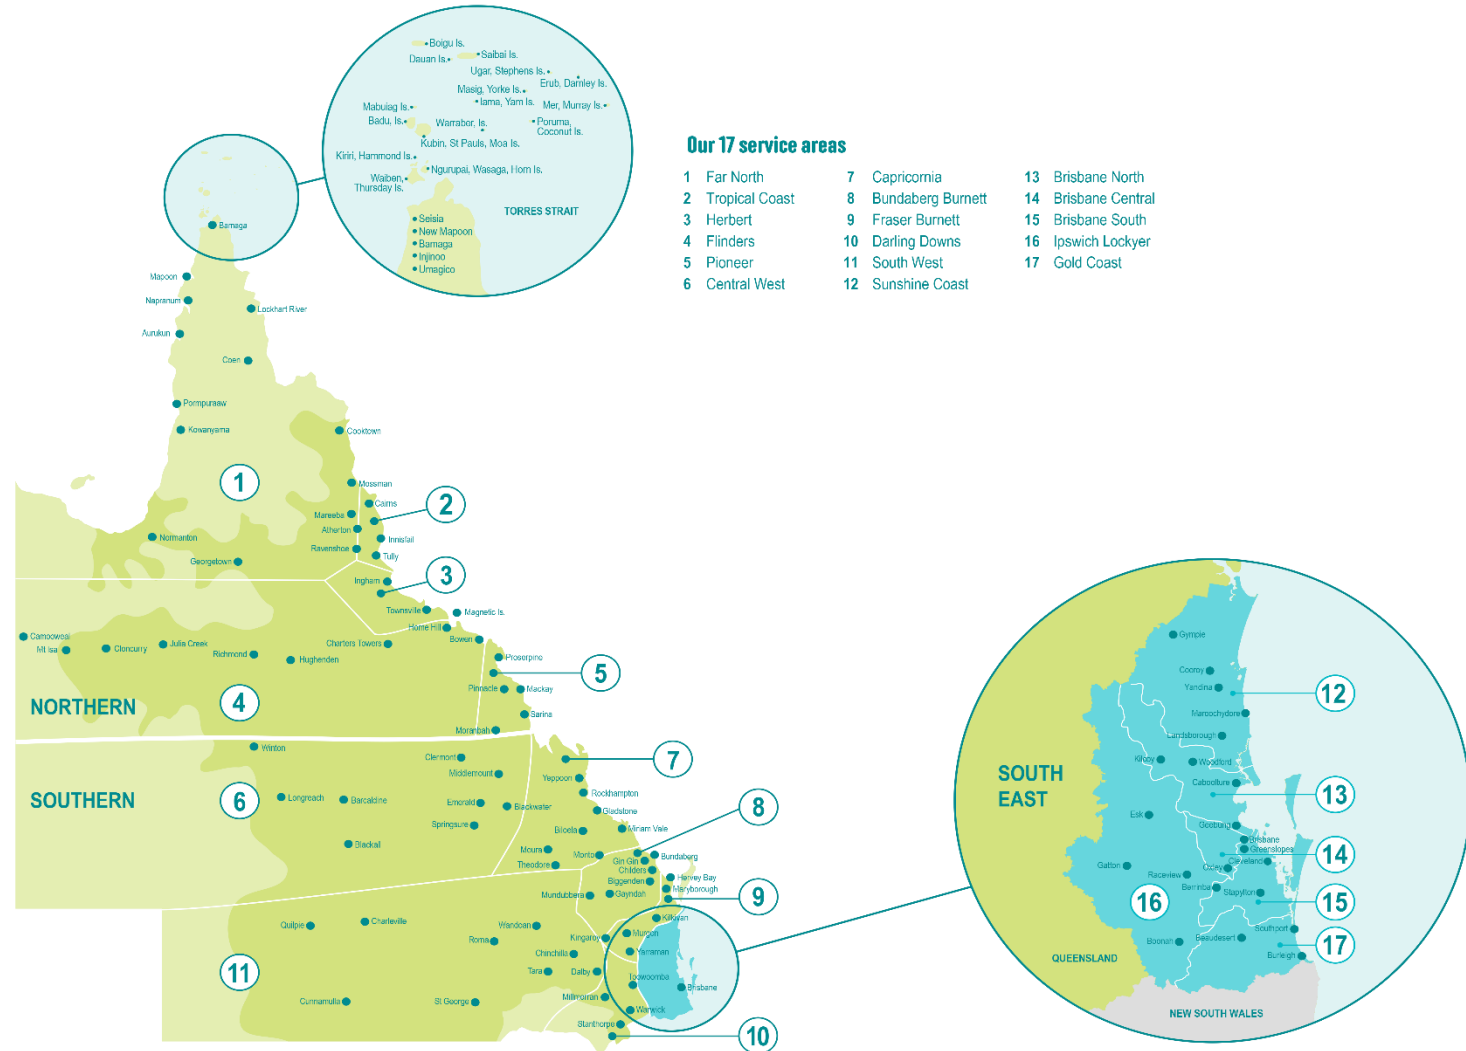 Boigu Is.
Dauan Is.
Saibai Is.
Ugar, Stephens Is.
Erub, Darnley Is.
Masig, Yorke Is.
Iama, Yam Is.
Mer, Murray Is.
Mabuiag Is.
Badu, Is.
Warrabor, Is.
Poruma,
Coconut Is.
Kubin. St Pauls, Moa Is.
Kiriri, Hammond Is.
Ngurupai, Wasaga, Horn Is.
Waiben,
Thursday Is.
TORRES STRAIT
Seisia
New Mapoon
Bamaga
Injinoo
Umagico
Our 17 service areas
1 Far North
2 Tropical Coast
3 Herbert
4 Flinders
5 Pioneer
6 Central West
7 Capricornia
8 Bundaberg Burnett
9 Fraser Burnett
10 Darling Downs
11 South West
12 Sunshine Coast
13 Brisbane North
14 Brisbane Central
15 Brisbane South
16 Ipswich Lockyer
17 Gold Coast
Bamaga
Mapoon
Napranum
Lockhart River
Aurukun
Coen
Pormpuraaw
Kowanyama
Cooktown
1
Mossman
Cairns
2
Mareeba
Atherton
Normanton
Innisfail
Ravenshoe
Tully
Georgetown
Ingham
3
Townsville
Magnetic Is.
Home Hill
Camooweal
Mt Isa
Cloncurry
Julia Creek
Richmond
Hughenden
Charters Towers
Bowen
Proserpine
5
Pinnacle
Mackay
NORTHERN
4
Sarina
Moranbah
Winton
Clermont
7
Middlemount
Yeppoon
SOUTHERN
6
Longreach
Barcaldine
Emerald
Blackwater
Rockhampton
Gladstone
8
Springsure
Biloela
Miriam Vale
Blackall
Moura
Monto
Theodore
Gin Gin
Bundaberg
Childers
Biggenden
Hervey Bay
Mundubbera
Gayndah
Maryborough
9
Quilpie
Charleville
Wandoan
Kilkivan
Roma
Kingaroy
Murgon
Chinchilla
Yarraman
11
Tara
Dalby
Toowoomba
Brisbane
Cunnamulla
St George
Millmerran
Warwick
Stanthorpe
10
Gympie
Cooroy
Yandina
12
Maroochydore
Landsborough
SOUTH
EAST
Kilcoy
Woodford
Caboolture
13
Esk
Geebung
Brisbane
Greenslopes
14
Gatton
Oxley
Cleveland
Raceview
Berrinba
Stapylton
16
15
Southport
Boonah
Beaudesert
17
Burleigh
QUEENSLAND
NEW SOUTH WALES